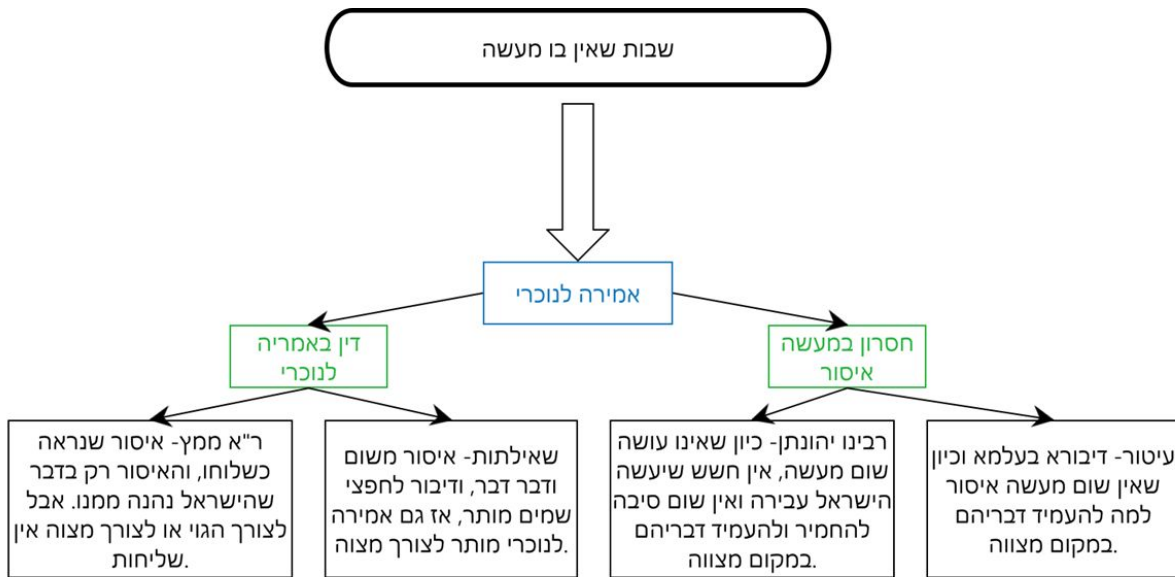 שבות שאין בו מעשה
אמירה לנוכרי
חסרון במעשה
איסור
דין באמריה
לנוכרי
עיטור- דיבורא בעלמא וכיון
שאין שום מעשה איסור
למה להעמיד דבריהם
במקום מצווה.
רבינו יהונתן- כיון שאינו עושה
שום מעשה, אין חשש שיעשה
הישראל עבירה ואין שום סיבה
להחמיר ולהעמיד דבריהם
במקום מצווה.
שאילתות- איסור משום
ודבר דבר, ודיבור לחפצי
שמים מותר, אז גם אמירה
לנוכרי מותר לצורך מצוה.
ר"א ממץ- איסור שנראה
כשלוחו, והאיסור רק בדבר
שהישראל נהנה ממנו. אבל
לצורך הגוי או לצורך מצוה אין
שליחות.